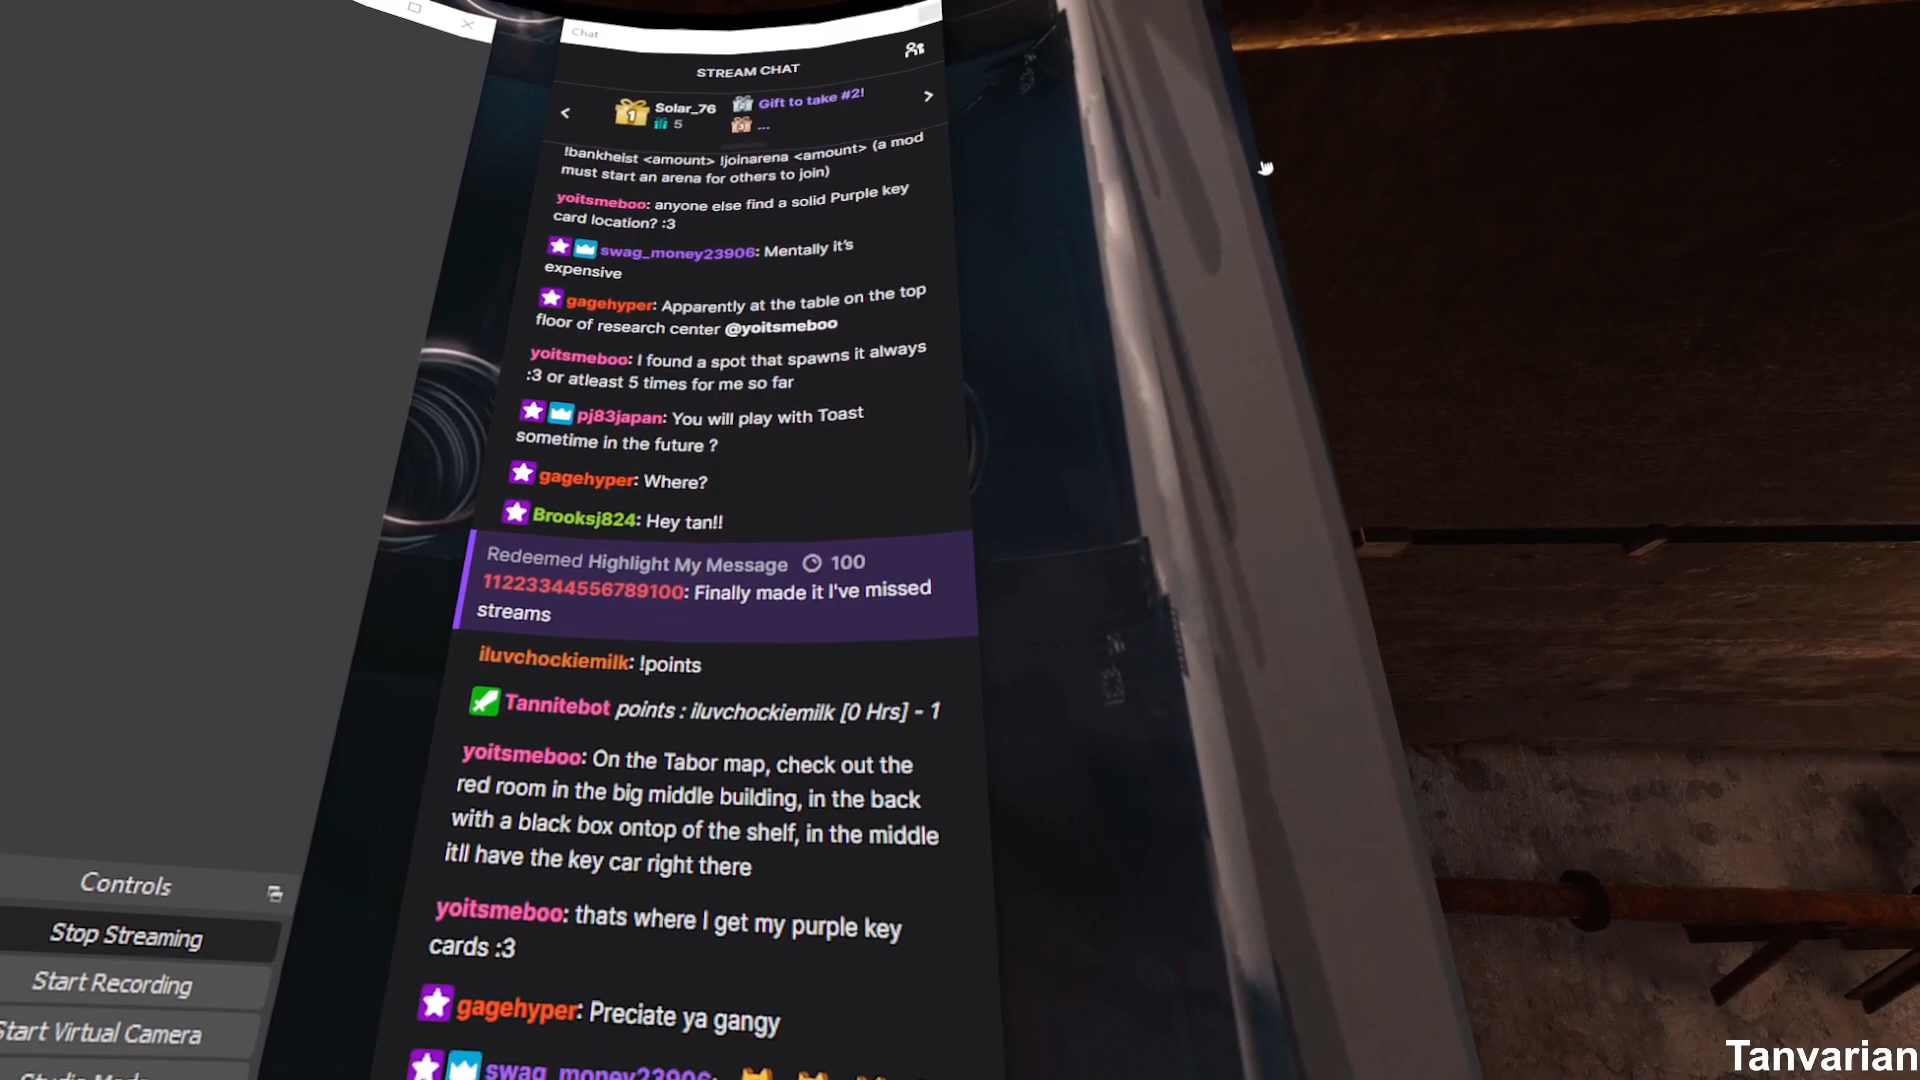 Chat
STREAM CHAT
1 Solar_76
5
2 Gift to take #2!
3 ...
!bankheist <amount> !joinarena <amount> (a mod
must start an arena for others to join)
yoitsmeboo: anyone else find a solid Purple key
card location? :3
swag_money23906: Mentally it's
expensive
gagehyper: Apparently at the table on the top
floor of research center @yoitsmeboo
yoitsmeboo: I found a spot that spawns it always
:3 or atleast 5 times for me so far
pj83japan: You will play with Toast
sometime in the future ?
gagehyper: Where?
Brooksj824: Hey tan!!
Redeemed Highlight My Message 100
11223344556789100: Finally made it I've missed
streams
iluvchockiemilk: !points
Tannitebot points : iluvchockiemilk [0 Hrs] - 1
yoitsmeboo: On the Tabor map, check out the
red room in the big middle building, in the back
with a black box ontop of the shelf, in the middle
itll have the key car right there
yoitsmeboo: thats where I get my purple key
cards :3
gagehyper: Preciate ya gangy
swag_money23906:
Controls
Stop Streaming
Start Recording
Start Virtual Camera
Studio Mode
Tanvarian